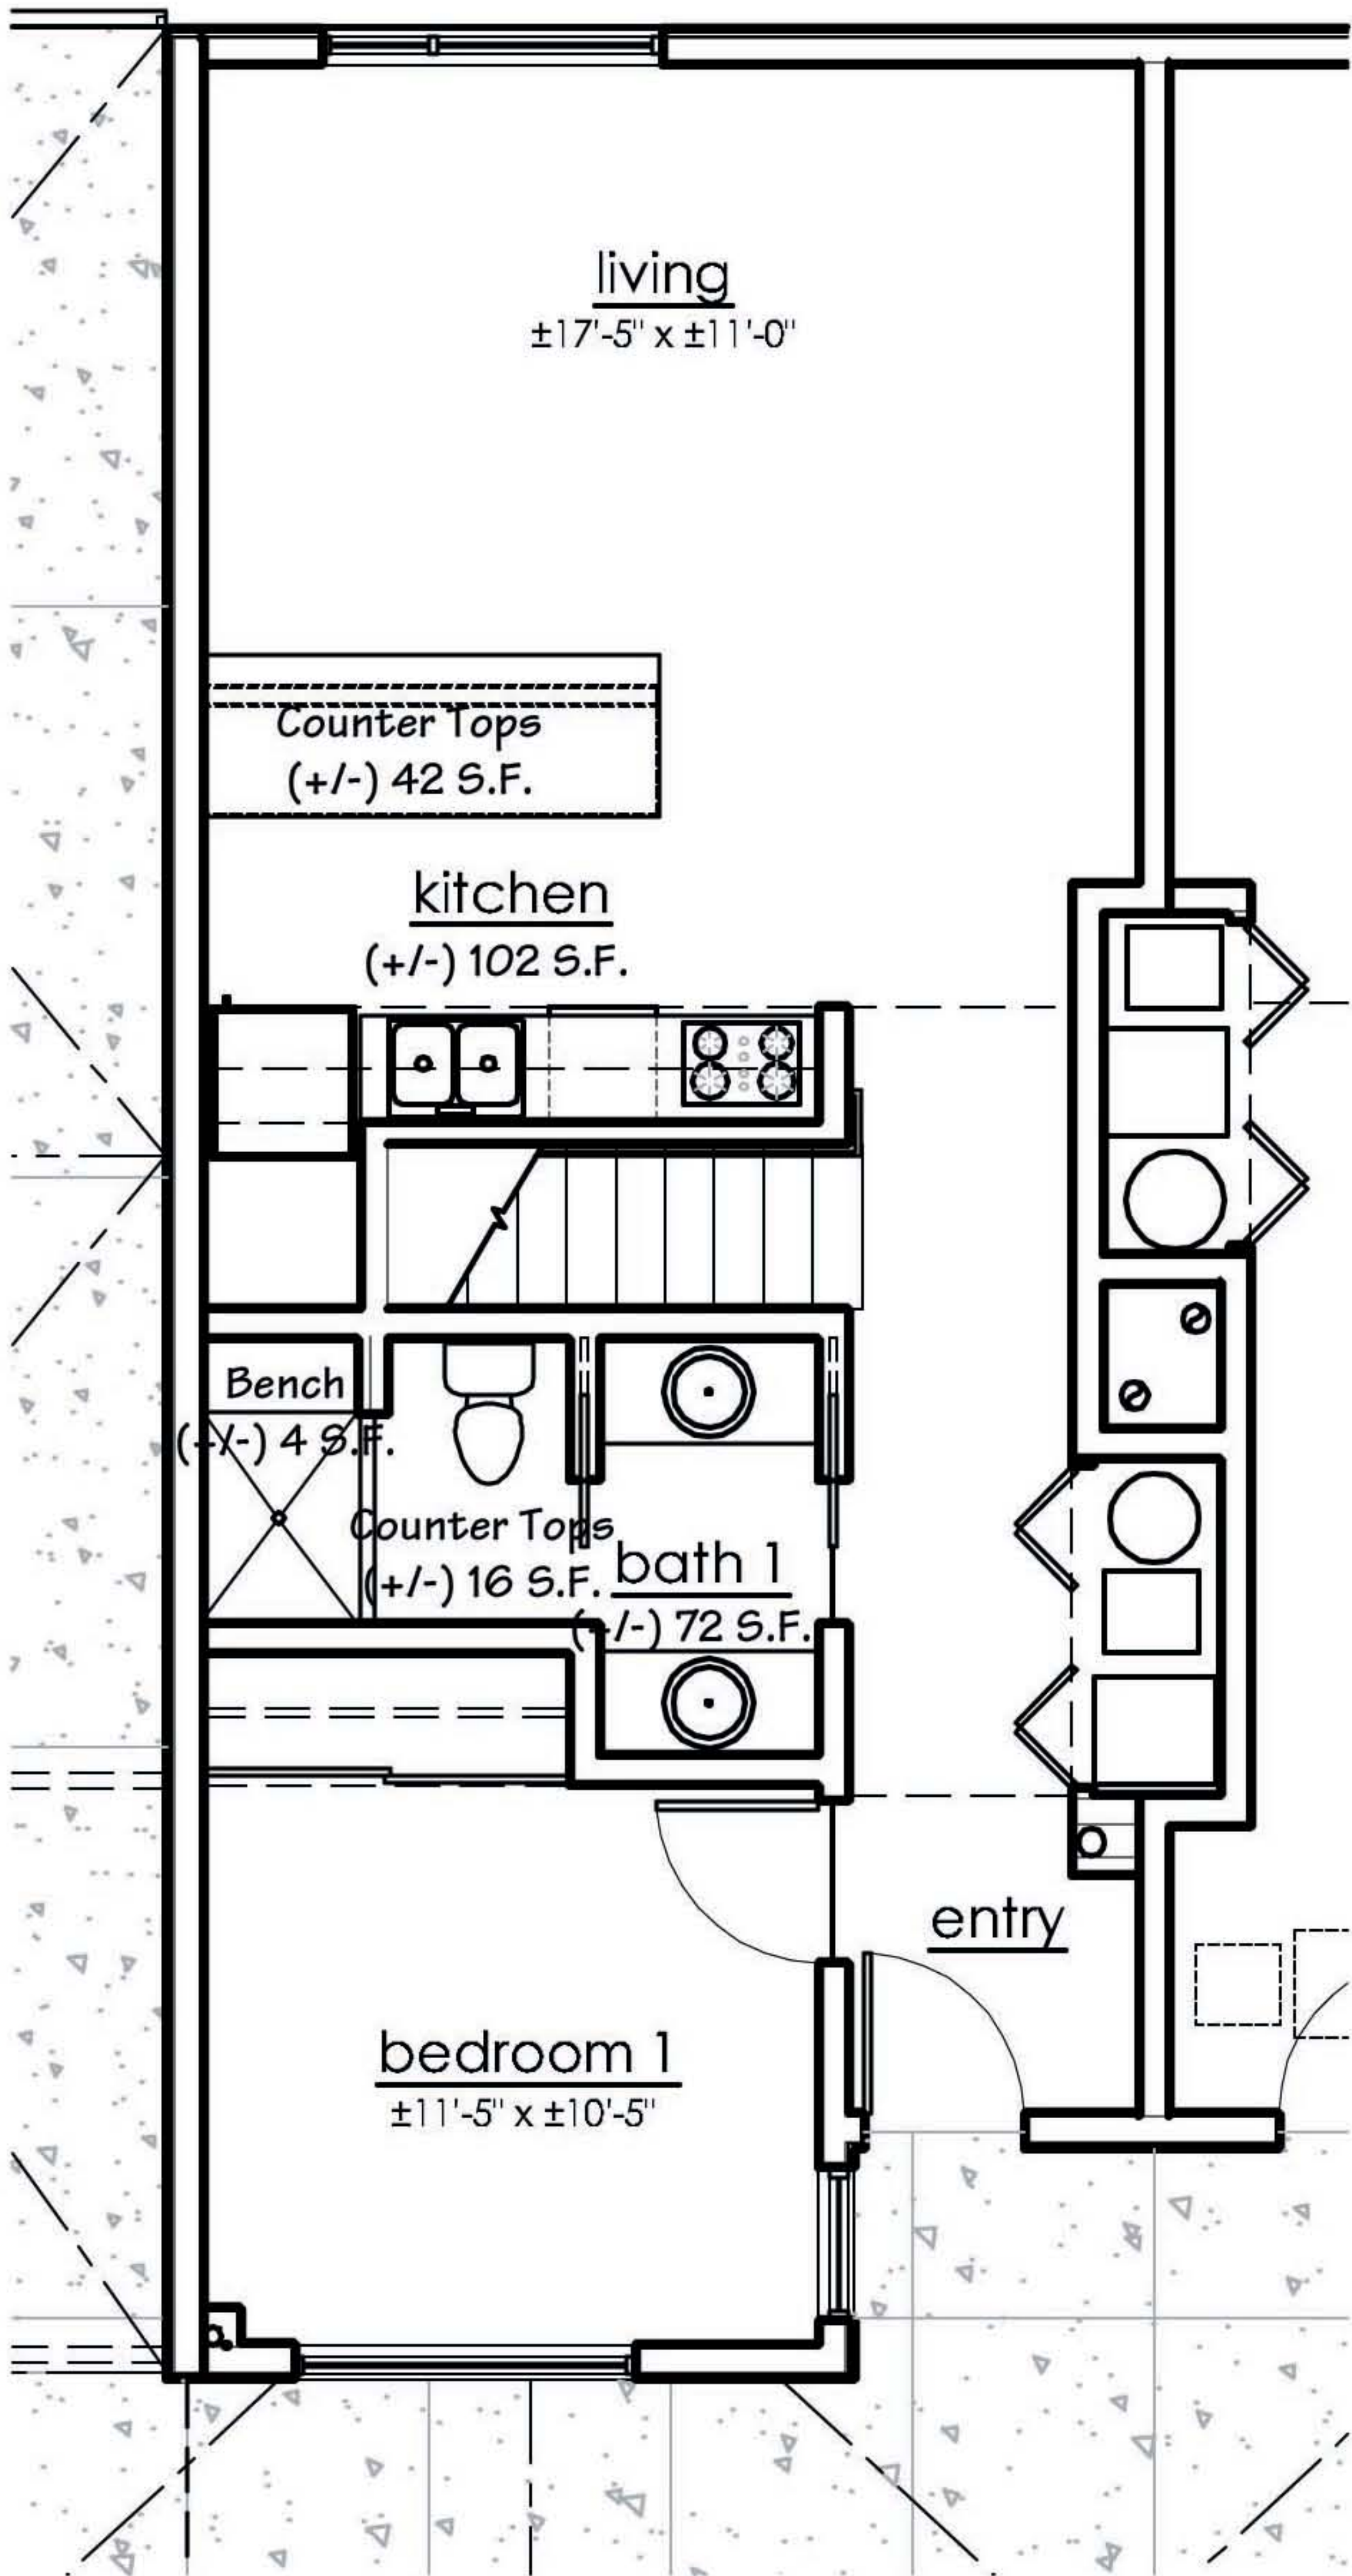 living
±17'-5" x ±11'-0"
Counter Tops
(+/-) 42 S.F.
kitchen
(+/-) 102 S.F.
Bench
(+/-) 4 S.F.
Counter Tops
(+/-) 16 S.F.
bath 1
(+/-) 72 S.F.
entry
bedroom 1
±11'-5" x ±10'-5"